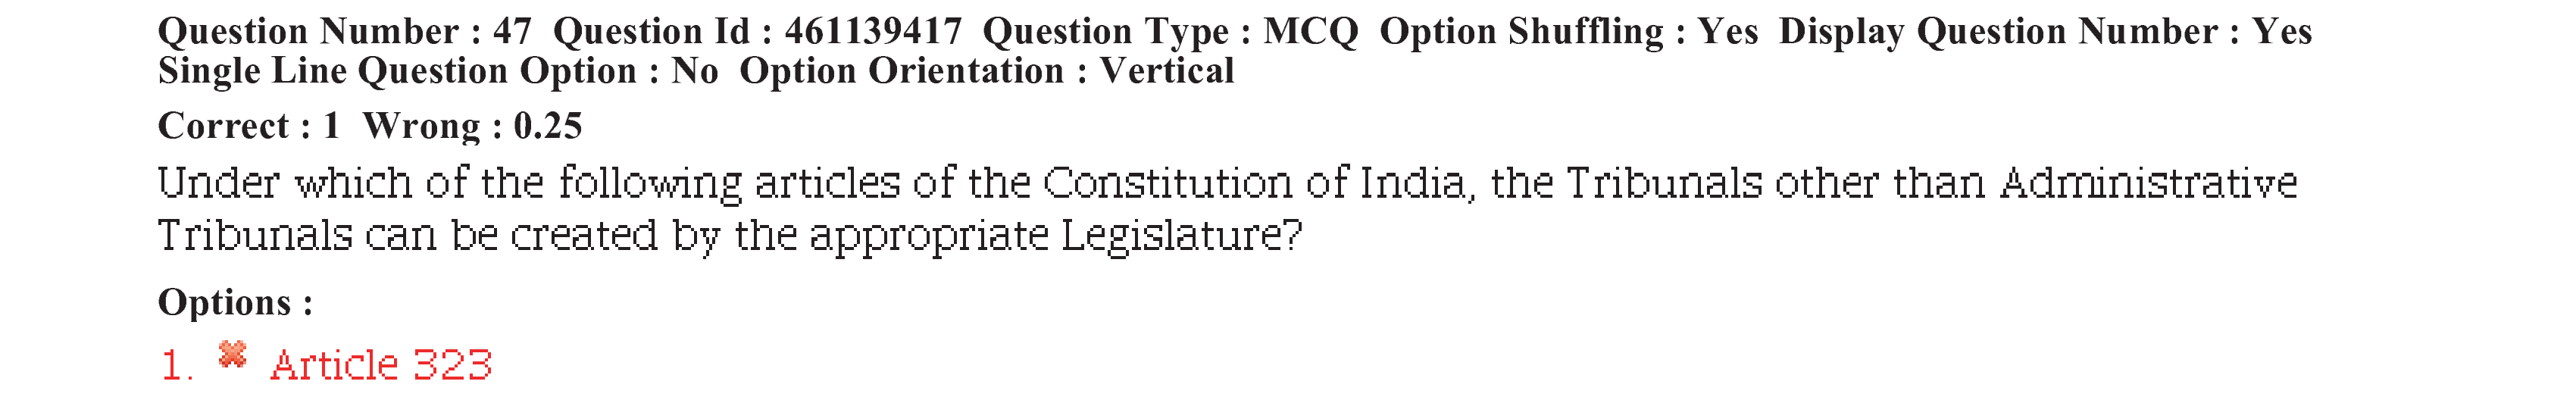 Question Number : 47 Question Id : 461139417 Question Type : MCQ Option Shuffling : Yes Display Question Number : Yes
Single Line Question Option : No Option Orientation : Vertical
Correct : 1 Wrong : 0.25
Under which of the following articles of the Constitution of India, the Tribunals other than Administrative
Tribunals can be created by the appropriate Legislature?
Options :
1. Article 323